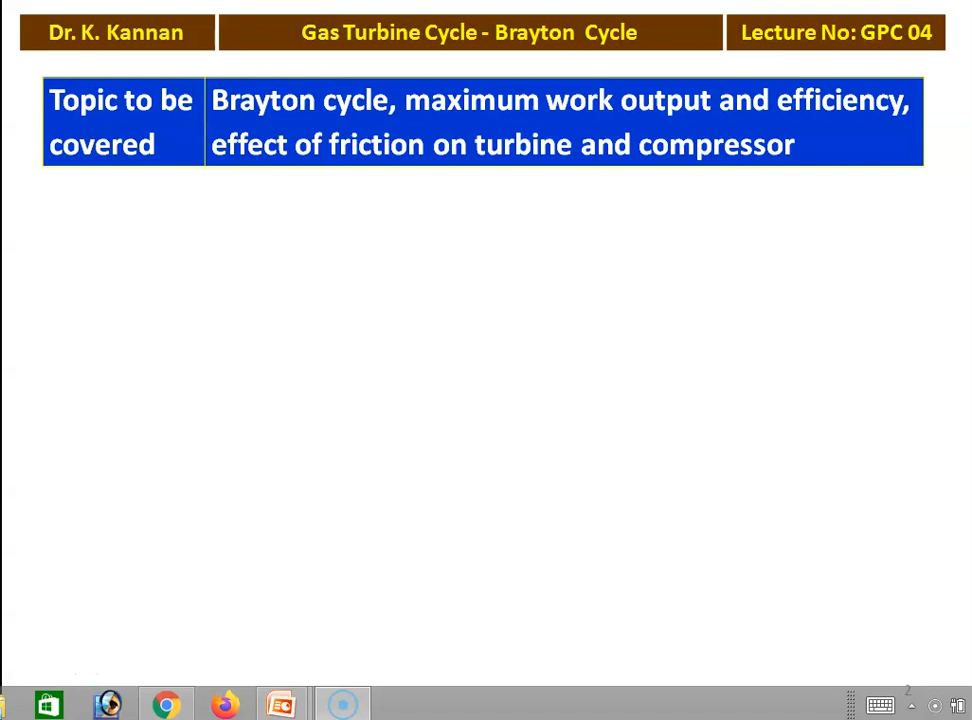 Dr. K. Kannan
Gas Turbine Cycle - Brayton Cycle
Lecture No: GPC 04
Topic to be
covered
Brayton cycle, maximum work output and efficiency,
effect of friction on turbine and compressor
2